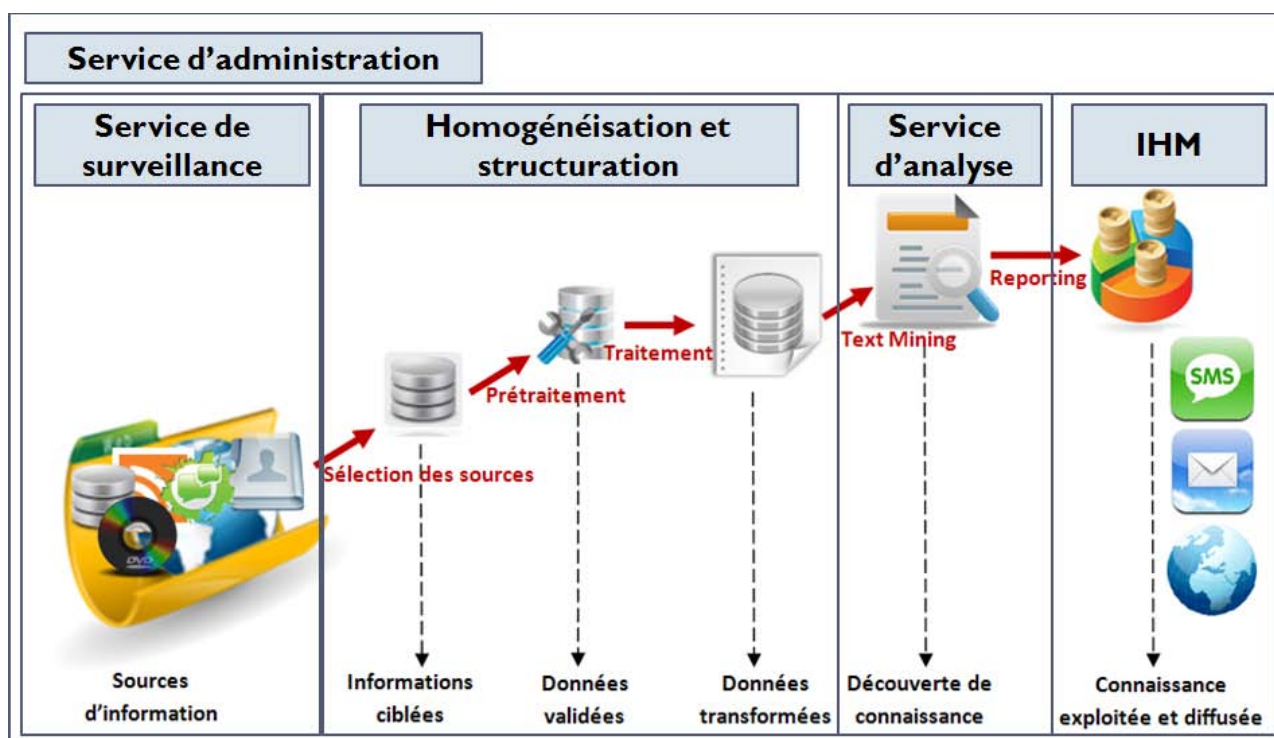 Service d'administration
Service de
surveillance
Homogénéisation et
structuration
Service
d'analyse
IHM
Reporting
Text Mining
Traitement
Prétraitement
Sélection des sources
SMS
DVD
Sources
d'information
Informations
ciblées
Données
validées
Données
transformées
Découverte de
connaissance
Connaissance
exploitée et diffusée